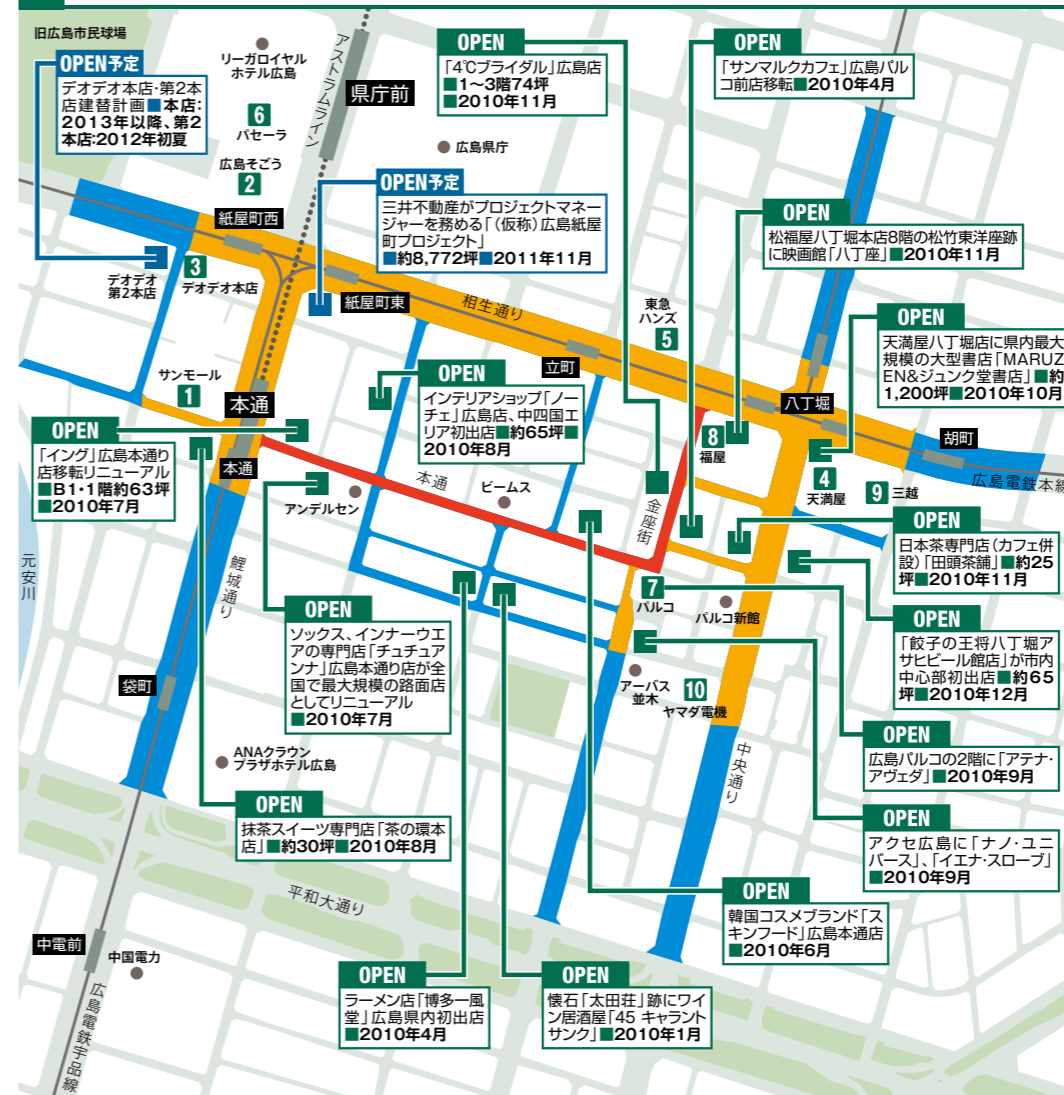 旧広島市民球場
OPEN予定
デオデオ本店・第2本
店建替計画■本店:
2013年以降、第2
本店:2012年初夏
リーガロイヤル
ホテル広島
6
パセーラ
広島そごう
2
アストラムライン
県庁前
広島県庁
OPEN
「4℃ブライダル」広島店
■1〜3階74坪
■2010年11月
OPEN
「サンマルクカフェ」広島パル
コ前店移転■2010年4月
OPEN予定
三井不動産がプロジェクトマネー
ジャーを務める「(仮称)広島紙屋
町プロジェクト」
■約8,772坪■2011年11月
OPEN
松福屋八丁堀本店8階の松竹東洋座跡
に映画館「八丁座」■2010年11月
紙屋町西
デオデオ
第2本店
3
デオデオ本店
紙屋町東
相生通り
東急
ハンズ
5
立町
八丁堀
OPEN
天満屋八丁堀店に県内最大
規模の大型書店「MARUZ
EN&ジュンク堂書店」■約
1,200坪■2010年10月
胡町
広島電鉄本線
サンモール
1
本通
本通
OPEN
「イング」広島本通り
店移転リニューアル
■B1・1階約63坪
■2010年7月
OPEN
インテリアショップ「ノー
チェ」広島店、中四国エ
リア初出店■約65坪■
2010年8月
8
福屋
4
天満屋
9
三越
アンデルセン
本通
ビームス
金座街
元安川
鯉城通り
OPEN
日本茶専門店(カフェ併
設)「田頭茶舗」■約25
坪■2010年11月
7
パルコ
パルコ新館
OPEN
ソックス、インナーウエ
アの専門店「チュチュア
ンナ」広島本通り店が全
国で最大規模の路面店
としてリニューアル
■2010年7月
OPEN
「餃子の王将八丁堀ア
サヒビール館店」が市内
中心部初出店■約65
坪■2010年12月
袋町
アーバス
並木
10
ヤマダ電機
中央通り
ANAクラウン
プラザホテル広島
OPEN
広島パルコの2階に「アテナ・
アヴェダ」■2010年9月
OPEN
抹茶スイーツ専門店「茶の環本
店」■約30坪■2010年8月
OPEN
アクセ広島に「ナノ・ユニ
バース」、「イエナ・スローブ」
■2010年9月
平和大通り
OPEN
韓国コスメブランド「ス
キンフード」広島本通店
■2010年6月
中電前
中国電力
広島電鉄宇品線
OPEN
ラーメン店「博多一風
堂」広島県内初出店
■2010年4月
OPEN
懐石「太田荘」跡にワイ
ン居酒屋「45 キャラント
サンク」■2010年1月